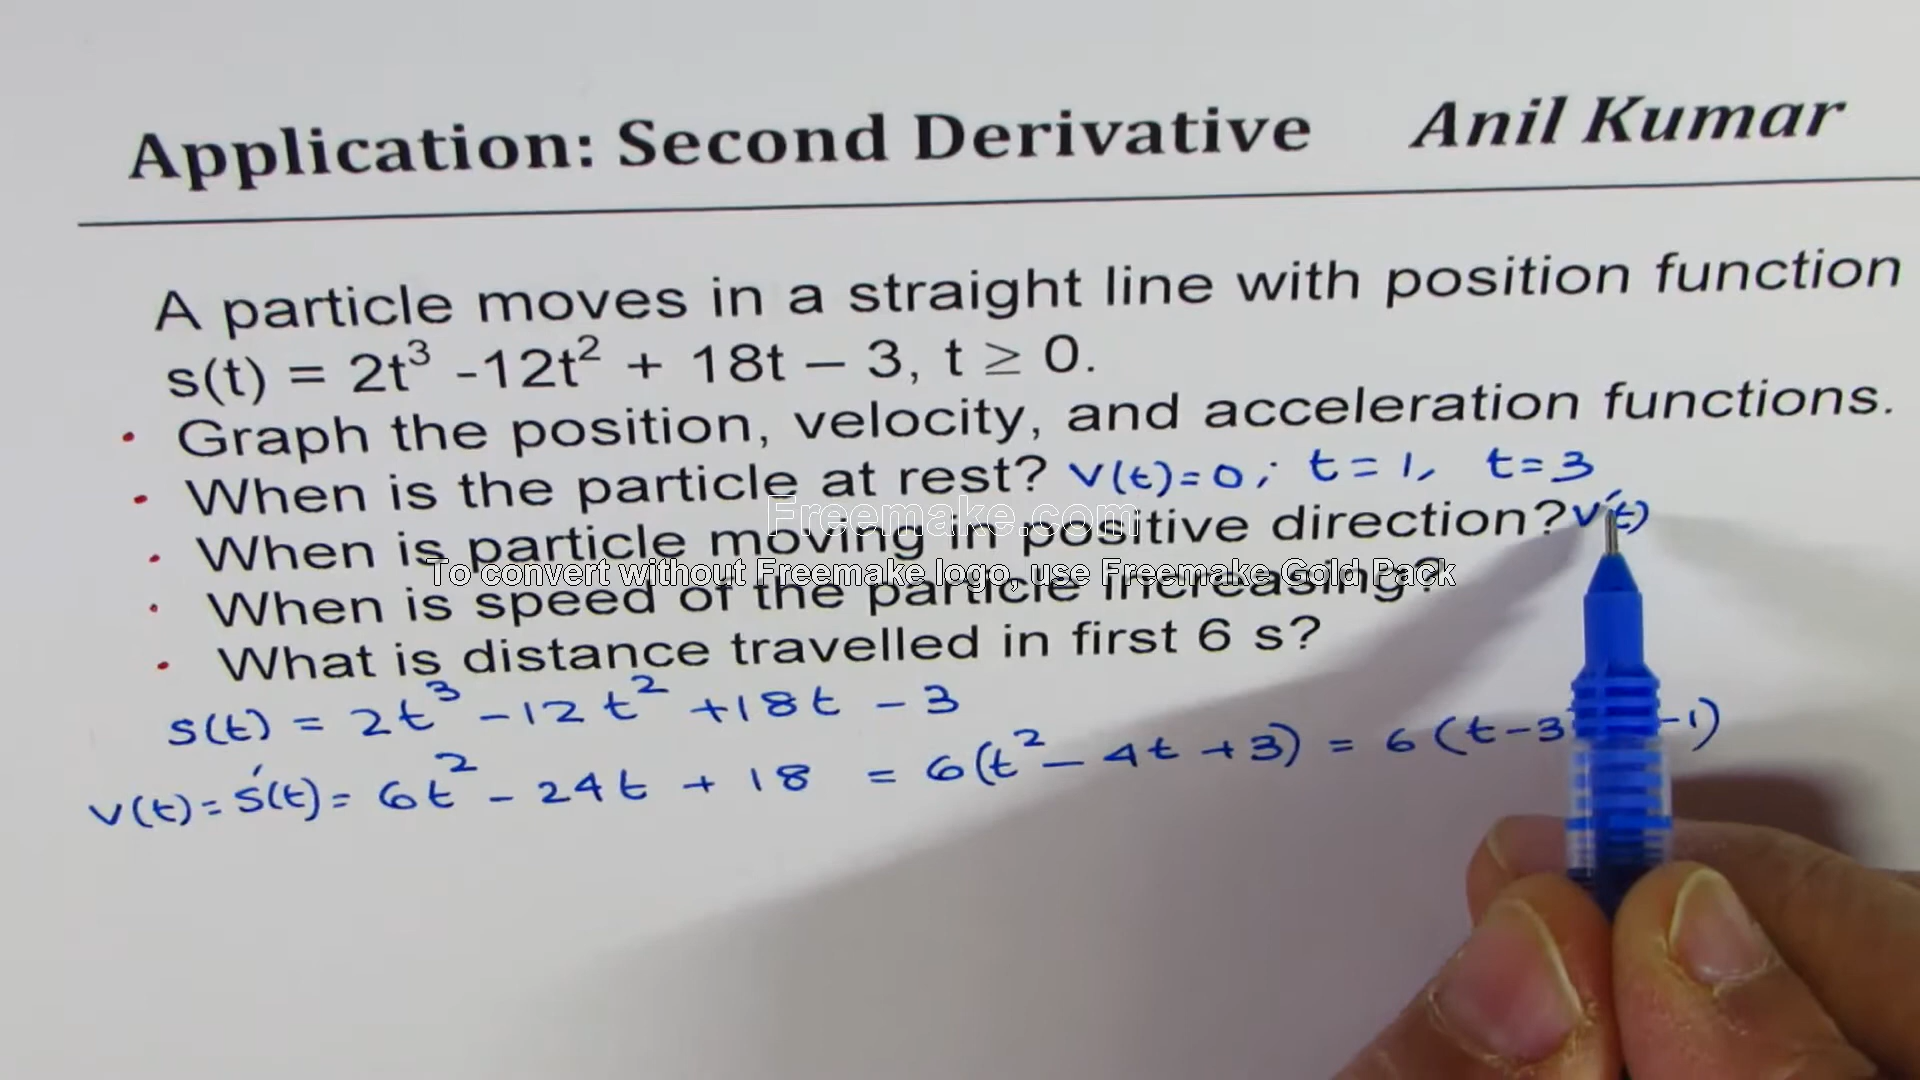 Application: Second Derivative Anil Kumar
A particle moves in a straight line with position function
s(t) = 2t³ -12t² + 18t – 3, t ≥ 0.
• Graph the position, velocity, and acceleration functions.
• When is the particle at rest? v(t)=0; t=1, t=3
Freemake.com
• When is particle moving in positive direction? v'(t)
To convert without Freemake logo, use Freemake Gold Pack
• When is speed of the particle increasing?
• What is distance travelled in first 6 s?
s(t) = 2t³ -12t² +18t - 3
v(t)= s'(t)= 6t² - 24t + 18 = 6(t² - 4t +3) = 6(t-3 -1)